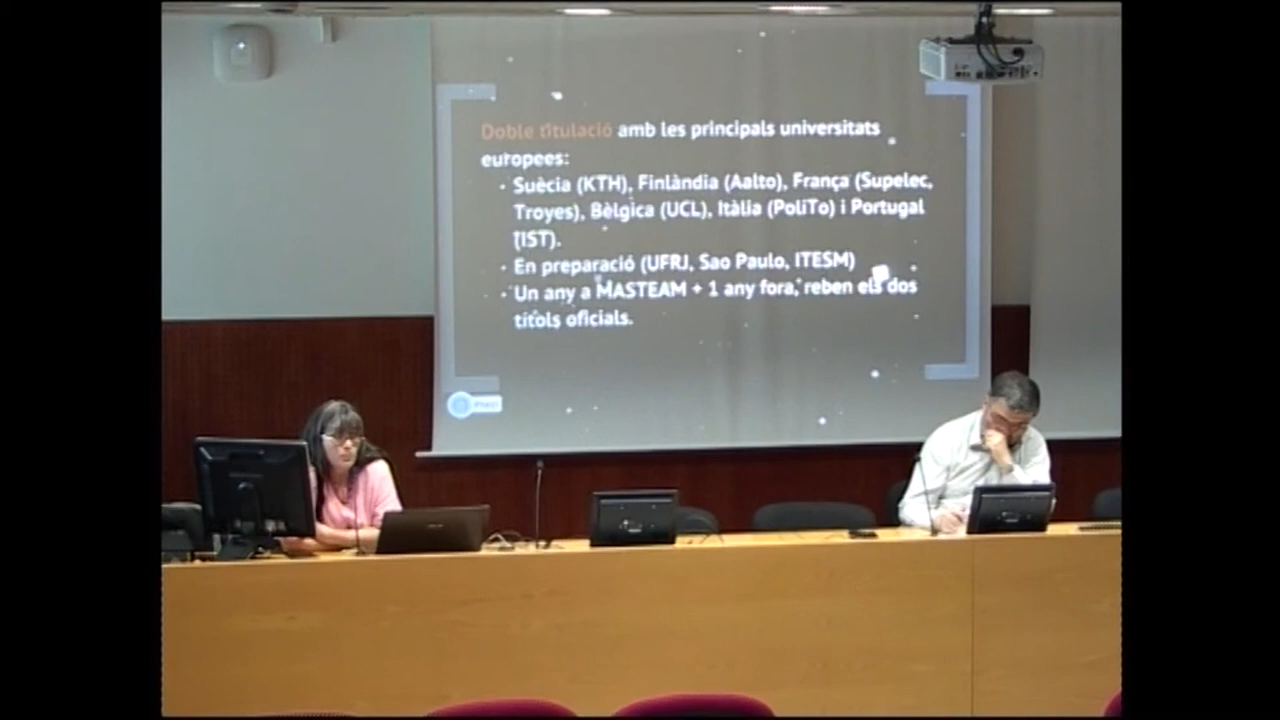 Doble titulació amb les principals universitats
europees:
· Suècia (KTH), Finlàndia (Aalto), França (Supelec,
Troyes), Bèlgica (UCL), Itàlia (PoliTo) i Portugal
(IST).
· En preparació (UFRJ, Sao Paulo, ITESM)
· Un any a MASTEAM + 1 any fora, reben els dos
títols oficials.